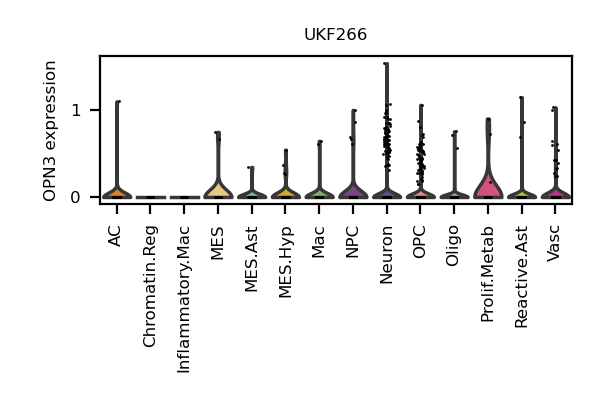 UKF266
OPN3 expression
1
0
AC
Chromatin.Reg
Inflammatory.Mac
MES
MES.Ast
MES.Hyp
Mac
NPC
Neuron
OPC
Oligo
Prolif.Metab
Reactive.Ast
Vasc